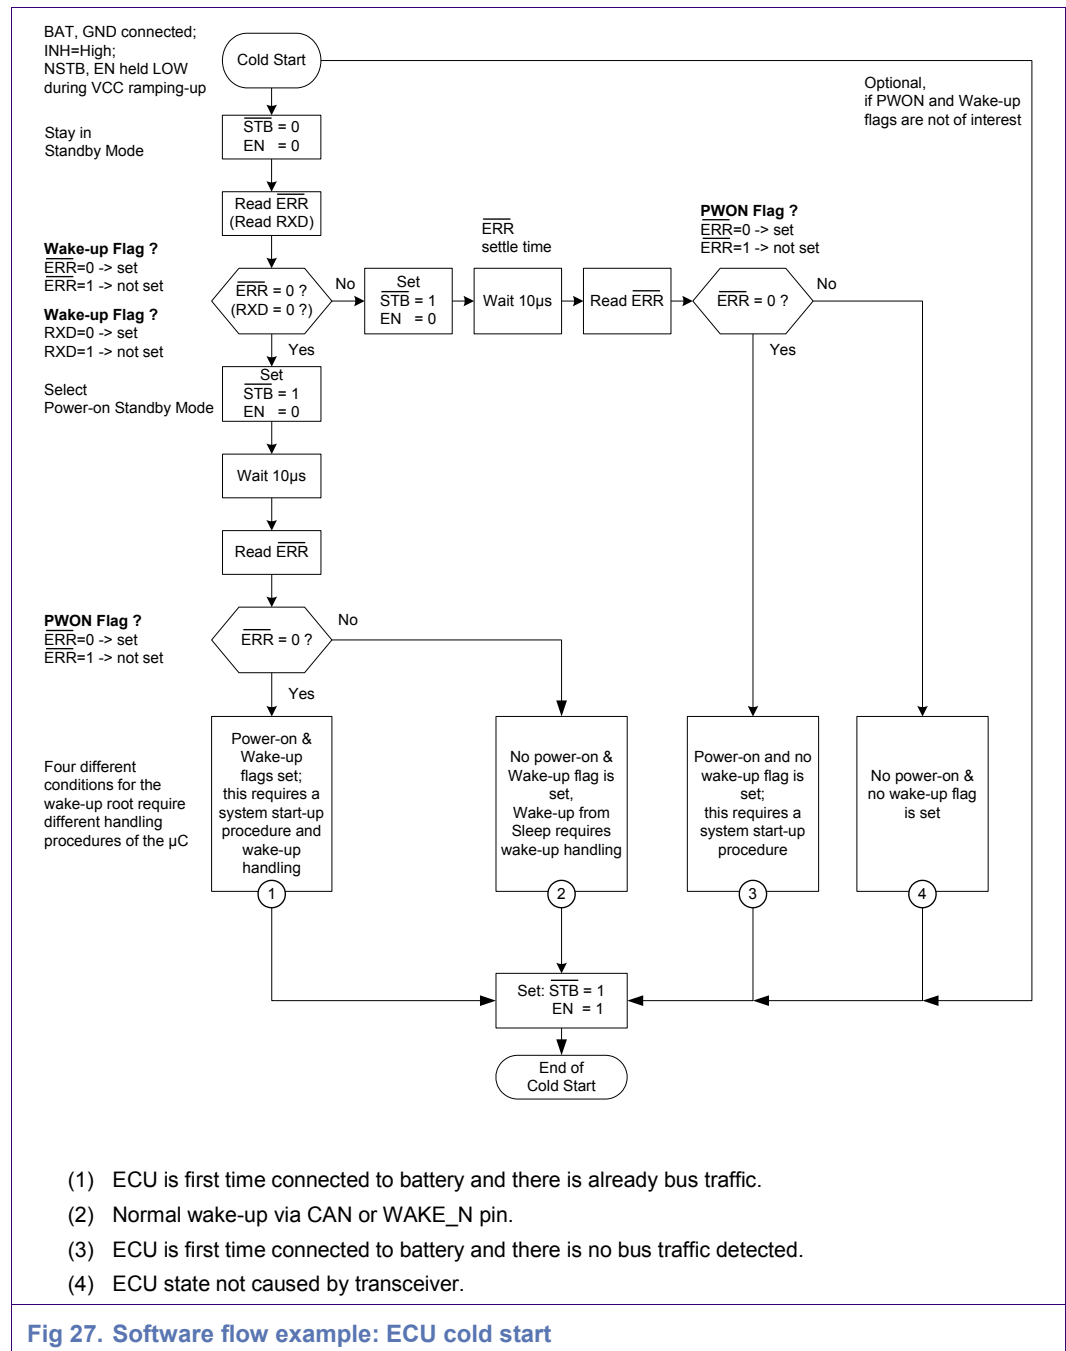 BAT, GND connected;
INH=High;
NSTB, EN held LOW
during VCC ramping-up
Cold Start
Optional,
if PWON and Wake-up
flags are not of interest
Stay in
Standby Mode
STB = 0
EN = 0
Read ERR
(Read RXD)
Wake-up Flag ?
ERR=0 -> set
ERR=1 -> not set
Wake-up Flag ?
RXD=0 -> set
RXD=1 -> not set
ERR = 0 ?
(RXD = 0 ?)
No
Yes
Set
STB = 1
EN = 0
ERR
settle time
Wait 10µs
Read ERR
PWON Flag ?
ERR=0 -> set
ERR=1 -> not set
ERR = 0 ?
No
Yes
Select
Power-on Standby Mode
Set
STB = 1
EN = 0
Wait 10µs
Read ERR
PWON Flag ?
ERR=0 -> set
ERR=1 -> not set
ERR = 0 ?
No
Yes
Four different
conditions for the
wake-up root require
different handling
procedures of the µC
Power-on &
Wake-up
flags set;
this requires a
system start-up
procedure and
wake-up
handling
1
No power-on &
Wake-up flag is
set,
Wake-up from
Sleep requires
wake-up handling
2
Power-on and no
wake-up flag is
set;
this requires a
system start-up
procedure
3
No power-on &
no wake-up flag
is set
4
Set: STB = 1
EN = 1
End of
Cold Start
(1) ECU is first time connected to battery and there is already bus traffic.
(2) Normal wake-up via CAN or WAKE_N pin.
(3) ECU is first time connected to battery and there is no bus traffic detected.
(4) ECU state not caused by transceiver.
Fig 27. Software flow example: ECU cold start